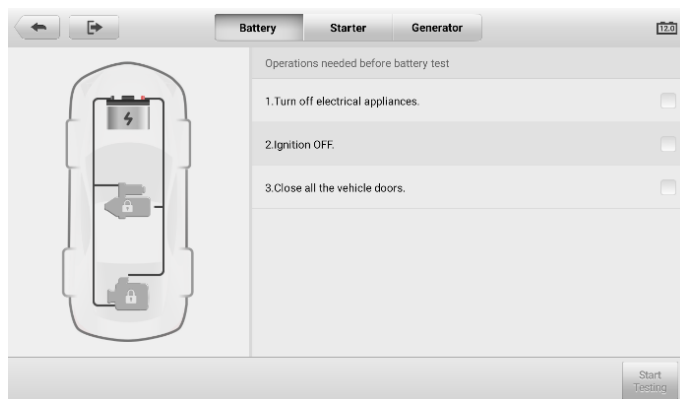 Battery Starter Generator
12.0
Operations needed before battery test
1.Turn off electrical appliances.
2.Ignition OFF.
3.Close all the vehicle doors.
Start
Testing